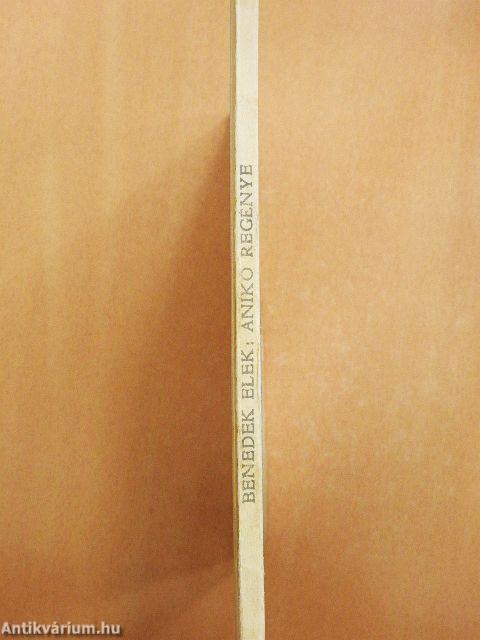 BENEDEK ELEK: ANIKÓ REGÉNYE
Antikvárium.hu